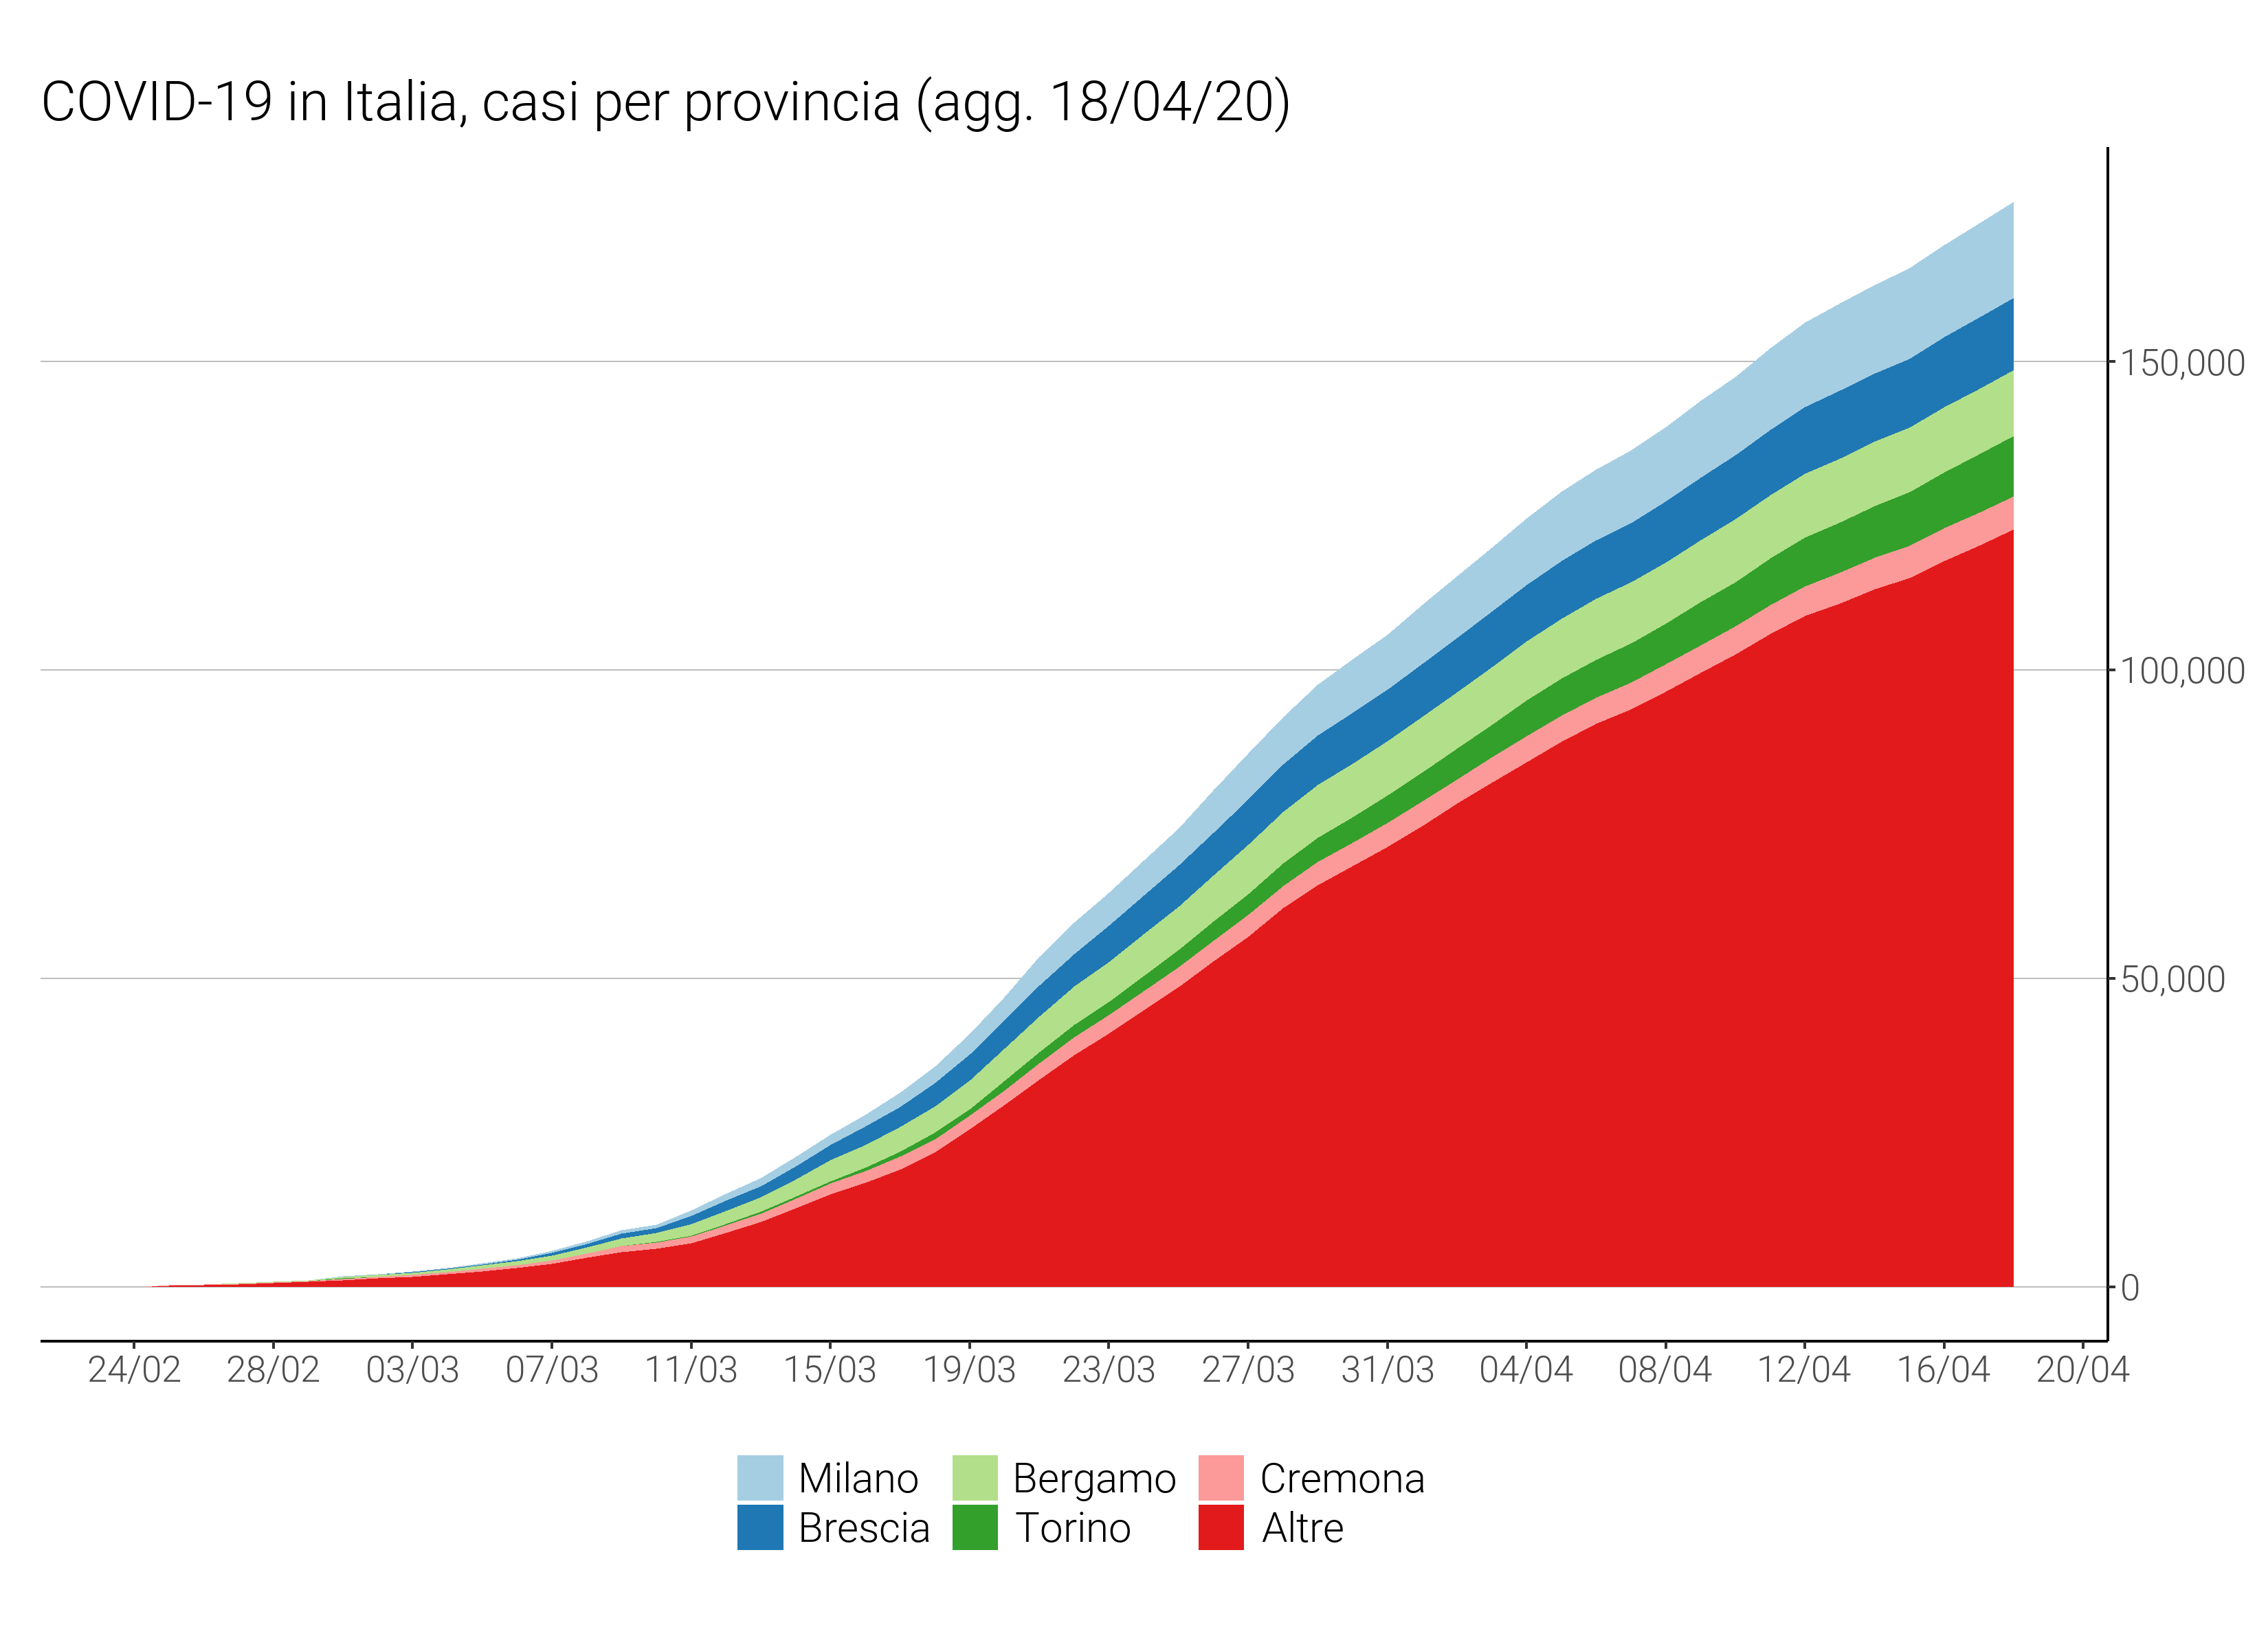 COVID-19 in Italia, casi per provincia (agg. 18/04/20)
150,000
100,000
50,000
0
24/02 28/02 03/03 07/03 11/03 15/03 19/03 23/03 27/03 31/03 04/04 08/04 12/04 16/04 20/04
Milano Bergamo Cremona
Brescia Torino Altre